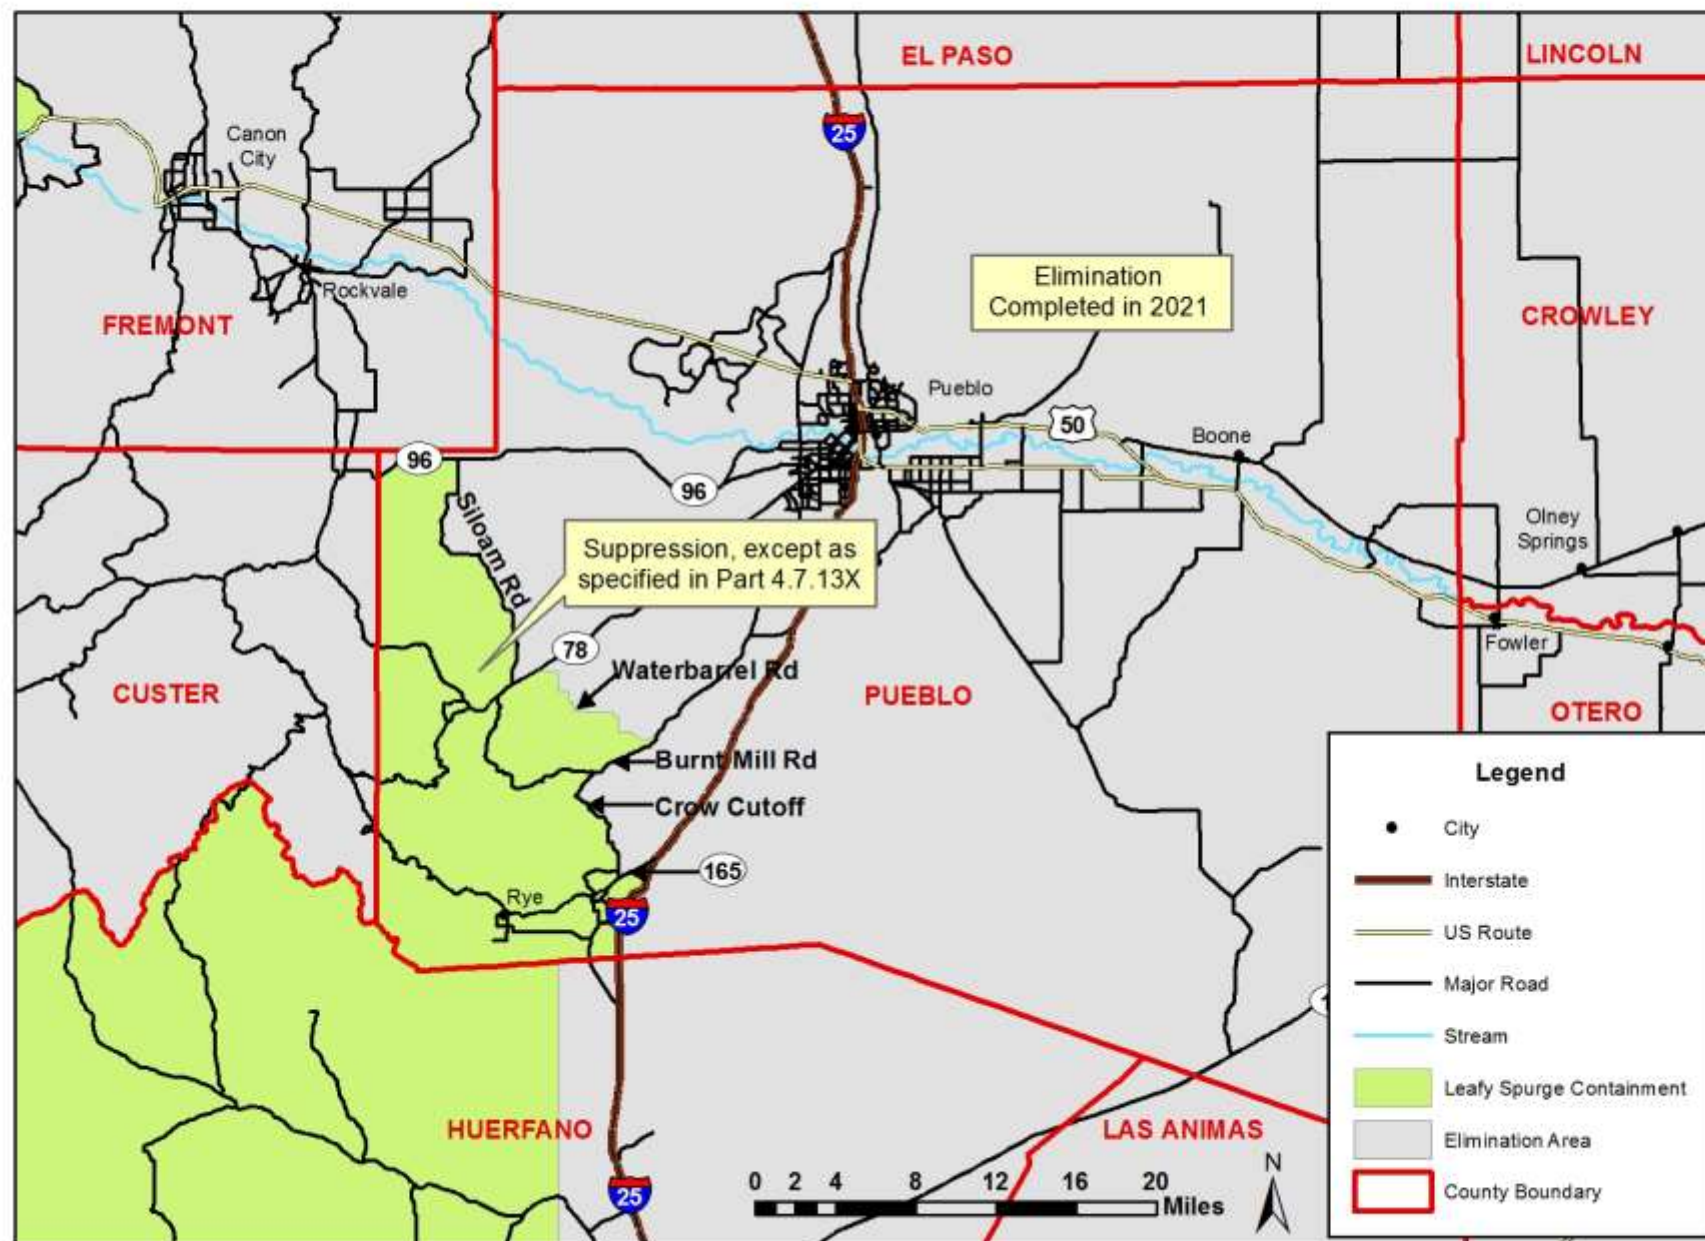 EL PASO
LINCOLN
25
Canon
City
Elimination
Completed in 2021
Rockvale
FREMONT
CROWLEY
Pueblo
50
Boone
96
96
Siloam Rd
Olney
Springs
Suppression, except as
specified in Part 4.7.13X
78
Fowler
Waterbarrel Rd
CUSTER
PUEBLO
OTERO
Burnt Mill Rd
Crow Cutoff
165
Rye
25
HUERFANO
LAS ANIMAS
25
0 2 4 8 12 16 20
Miles
N
Legend
City
Interstate
US Route
Major Road
Stream
Leafy Spurge Containment
Elimination Area
County Boundary